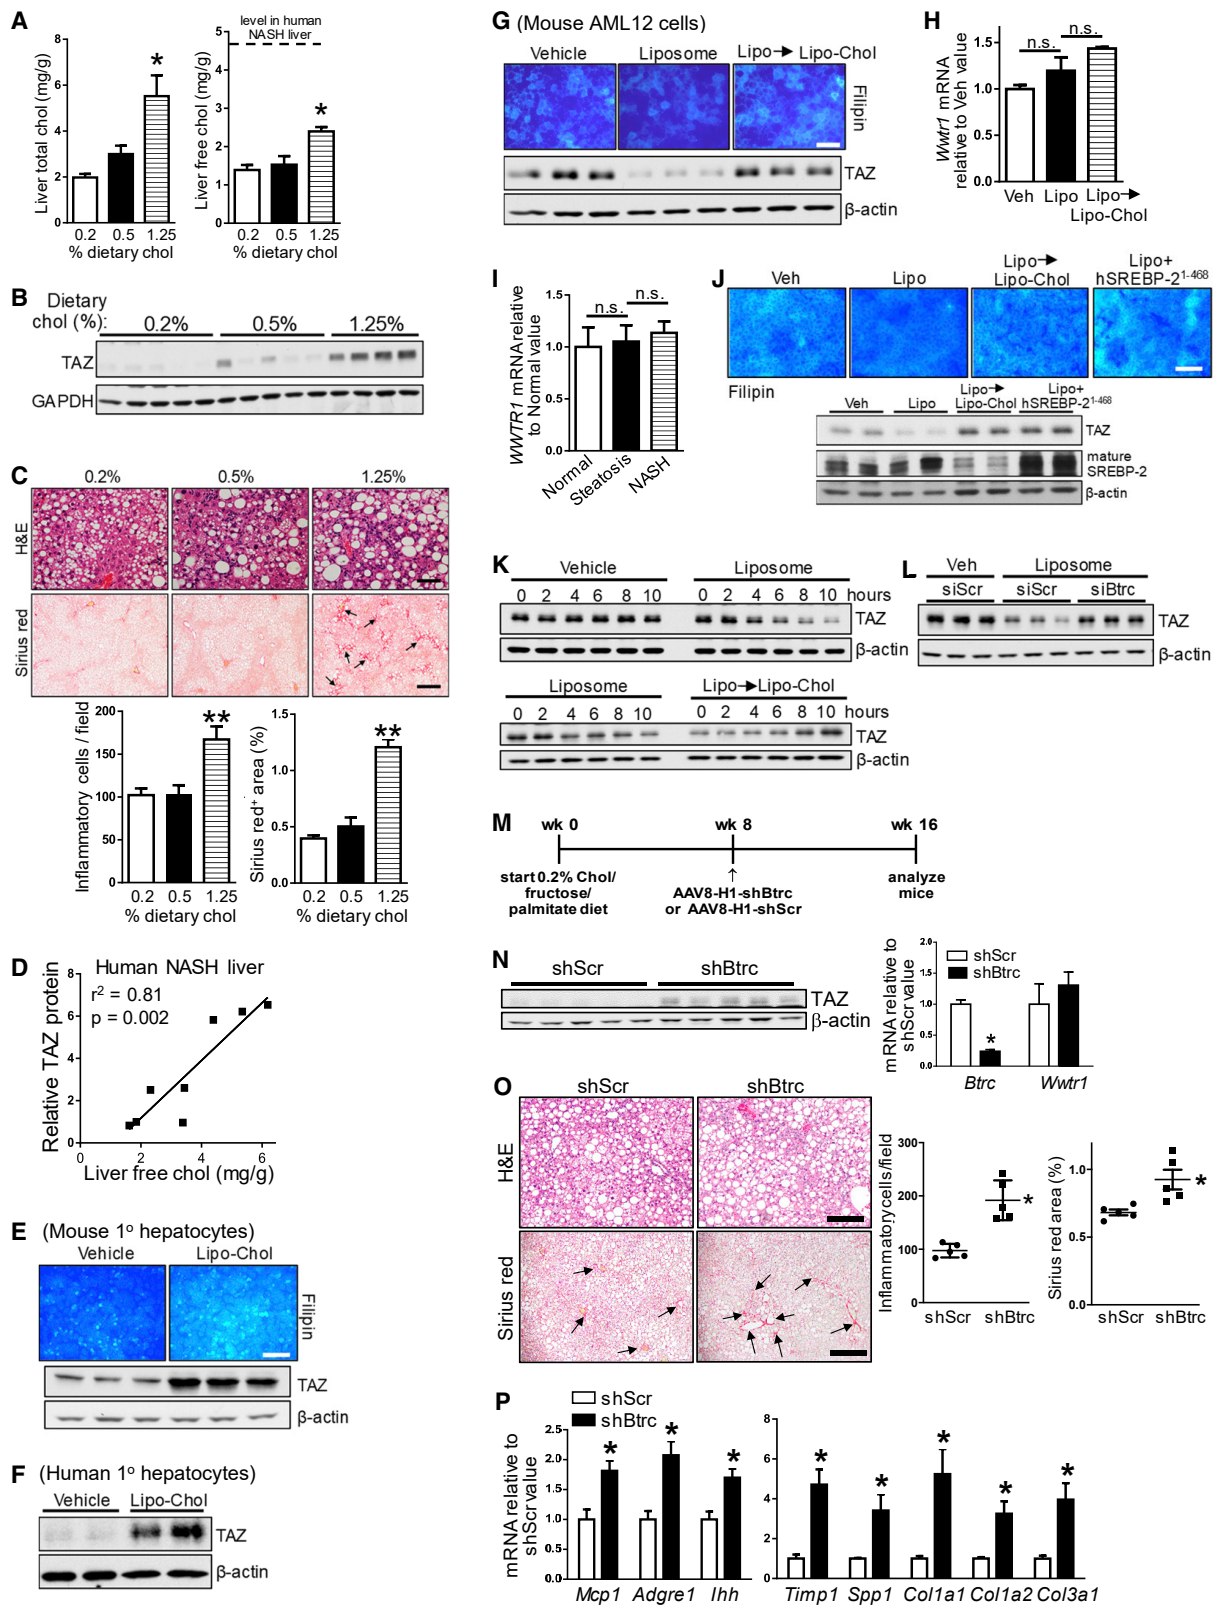 A
level in human
NASH liver
Liver total chol (mg/g)
8
6
4
2
0
*
0.2 0.5 1.25
% dietary chol
Liver free chol (mg/g)
5
4
3
2
1
0
*
0.2 0.5 1.25
% dietary chol
B
Dietary
chol (%): 0.2% 0.5% 1.25%
TAZ
GAPDH
C
0.2% 0.5% 1.25%
H&E
Sirius red
Inflammatory cells / field
200
150
100
50
0
**
0.2 0.5 1.25
% dietary chol
Sirius red+ area (%)
1.5
1.0
0.5
0.0
**
0.2 0.5 1.25
% dietary chol
D
Human NASH liver
r² = 0.81
p = 0.002
Relative TAZ protein
8
6
4
2
0
0 2 4 6
Liver free chol (mg/g)
E (Mouse 1º hepatocytes)
Vehicle Lipo-Chol
Filipin
TAZ
β-actin
F (Human 1º hepatocytes)
Vehicle Lipo-Chol
TAZ
β-actin
G (Mouse AML12 cells)
Vehicle Liposome Lipo→Lipo-Chol
Filipin
TAZ
β-actin
H
Wwtr1 mRNA
relative to Veh value
1.5
1.0
0.5
0.0
n.s. n.s.
Veh Lipo Lipo→
Lipo-Chol
I
WWTR1 mRNA relative
to Normal value
1.5
1.0
0.5
0.0
n.s. n.s.
Normal
Steatosis
NASH
J
Veh Lipo Lipo→
Lipo-Chol Lipo+
hSREBP-2¹⁻⁴⁶⁸
Filipin
Veh Lipo Lipo→
Lipo-Chol Lipo+
hSREBP-2¹⁻⁴⁶⁸
TAZ
mature
SREBP-2
β-actin
K
Vehicle Liposome
0 2 4 6 8 10 0 2 4 6 8 10 hours
TAZ
β-actin
Liposome Lipo→Lipo-Chol
0 2 4 6 8 10 0 2 4 6 8 10 hours
TAZ
β-actin
L
Veh Liposome
siScr siScr siBtrc
TAZ
β-actin
M
wk 0 wk 8 wk 16
start 0.2% Chol/
fructose/
palmitate diet
↑
AAV8-H1-shBtrc
or AAV8-H1-shScr
analyze
mice
N
shScr shBtrc
TAZ
β-actin
mRNA relative to
shScr value
2.0
1.5
1.0
0.5
0.0
shScr
shBtrc
*
Btrc Wwtr1
O
shScr shBtrc
H&E
Sirius red
Inflammatory cells/field
300
200
100
0
*
shScr shBtrc
Sirius red area (%)
1.0
0.5
0.0
*
shScr shBtrc
P
shScr
shBtrc
mRNA relative to
shScr value
2.5
2.0
1.5
1.0
0.5
0.0
* * *
Mcp1 Adgre1 Ihh
8
6
4
2
0
* * * * *
Timp1 Spp1 Col1a1 Col1a2 Col3a1